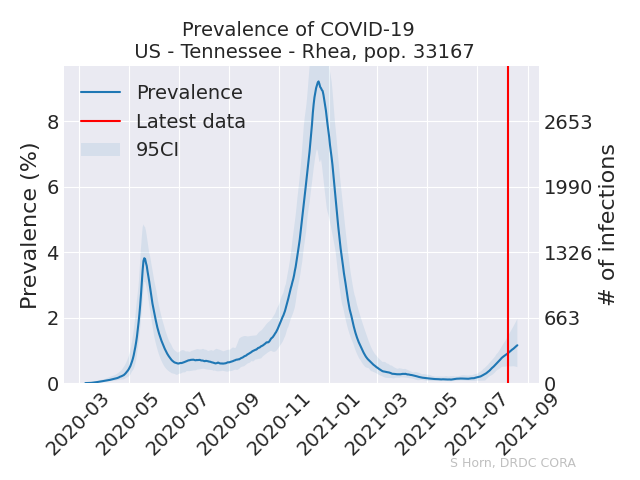 Prevalence of COVID-19
US - Tennessee - Rhea, pop. 33167
Prevalence
Latest data
95CI
Prevalence (%)
8
6
4
2
0
# of infections
2653
1990
1326
663
0
2020-03
2020-05
2020-07
2020-09
2020-11
2021-01
2021-03
2021-05
2021-07
2021-09
S Horn, DRDC CORA